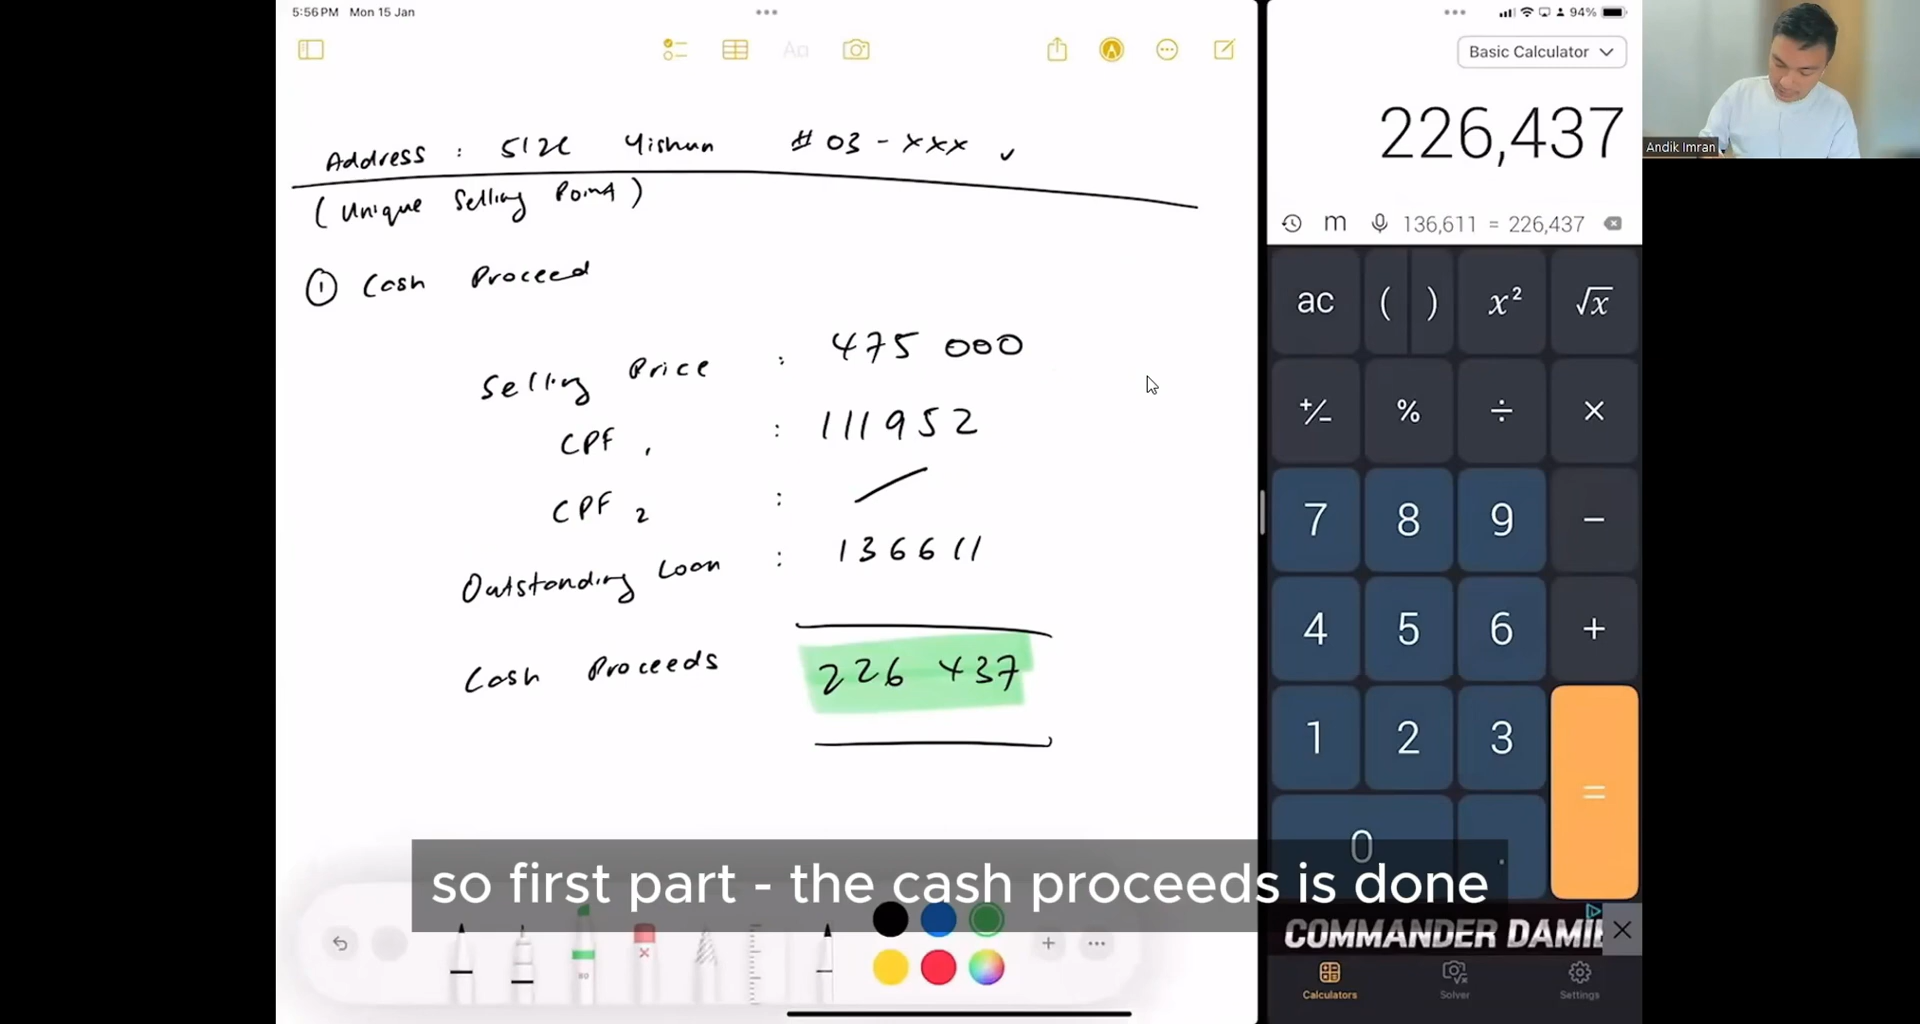 5:56 PM Mon 15 Jan
94%
Basic Calculator
226,437
Andik Imran
Address : 512C Yishun #03-xxx ✓
(Unique Selling Point)
m 136,611 = 226,437
① Cash Proceed
Selling Price : 475 000
CPF 1 : 111952
CPF 2 : /
Outstanding Loan : 136611
Cash Proceeds 226 437
ac ( ) x² √x
+/− % ÷ ×
7 8 9 −
4 5 6 +
1 2 3 =
0 .
so first part - the cash proceeds is done
80
COMMANDER
Calculators Solver Settings